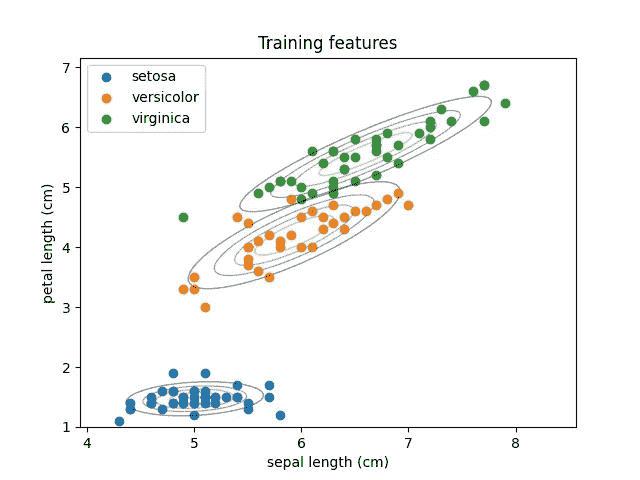 Training features
setosa
versicolor
virginica
petal length (cm)
7
6
5
4
3
2
1
4 5 6 7 8
sepal length (cm)